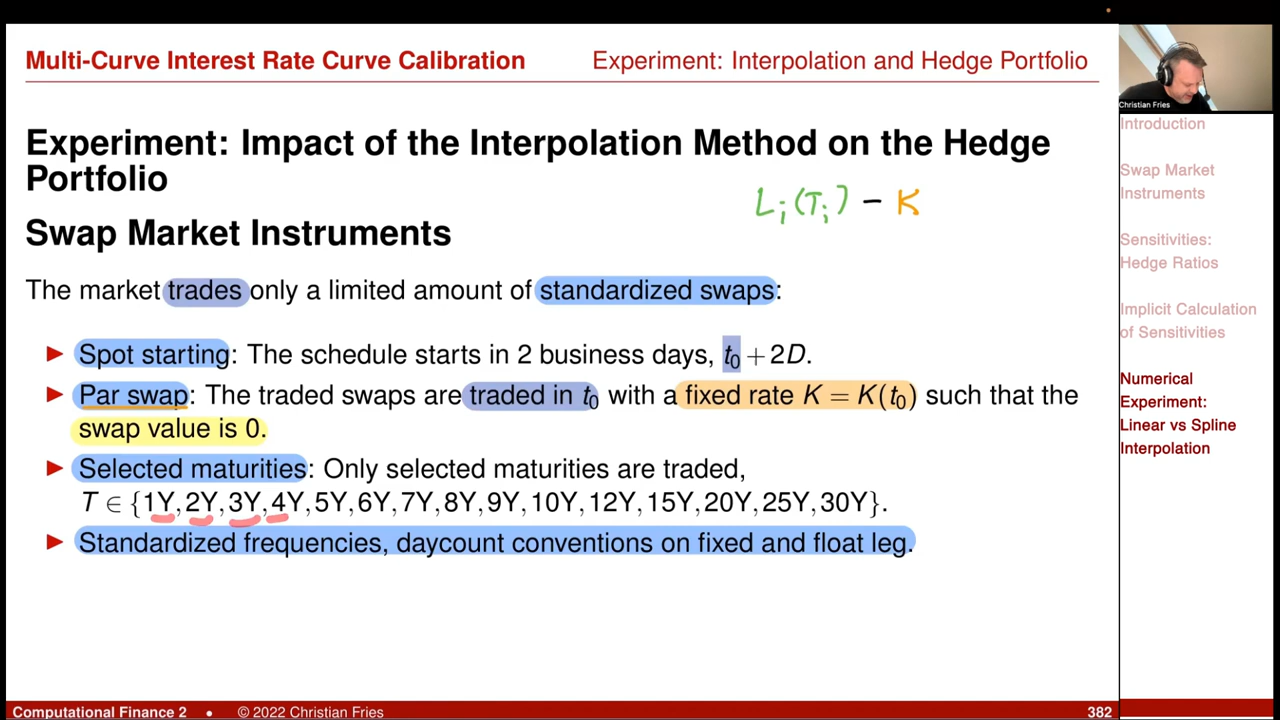 Multi-Curve Interest Rate Curve Calibration
Experiment: Interpolation and Hedge Portfolio
Experiment: Impact of the Interpolation Method on the Hedge
Portfolio
L_i(T_i) − K
Swap Market Instruments
The market trades only a limited amount of standardized swaps:
► Spot starting: The schedule starts in 2 business days, t₀ + 2D.
► Par swap: The traded swaps are traded in t₀ with a fixed rate K = K(t₀) such that the
swap value is 0.
► Selected maturities: Only selected maturities are traded,
T ∈ {1Y, 2Y, 3Y, 4Y, 5Y, 6Y, 7Y, 8Y, 9Y, 10Y, 12Y, 15Y, 20Y, 25Y, 30Y}.
► Standardized frequencies, daycount conventions on fixed and float leg.
Computational Finance 2 • © 2022 Christian Fries
382
Christian Fries
Introduction
Swap Market
Instruments
Sensitivities:
Hedge Ratios
Implicit Calculation
of Sensitivities
Numerical
Experiment:
Linear vs Spline
Interpolation